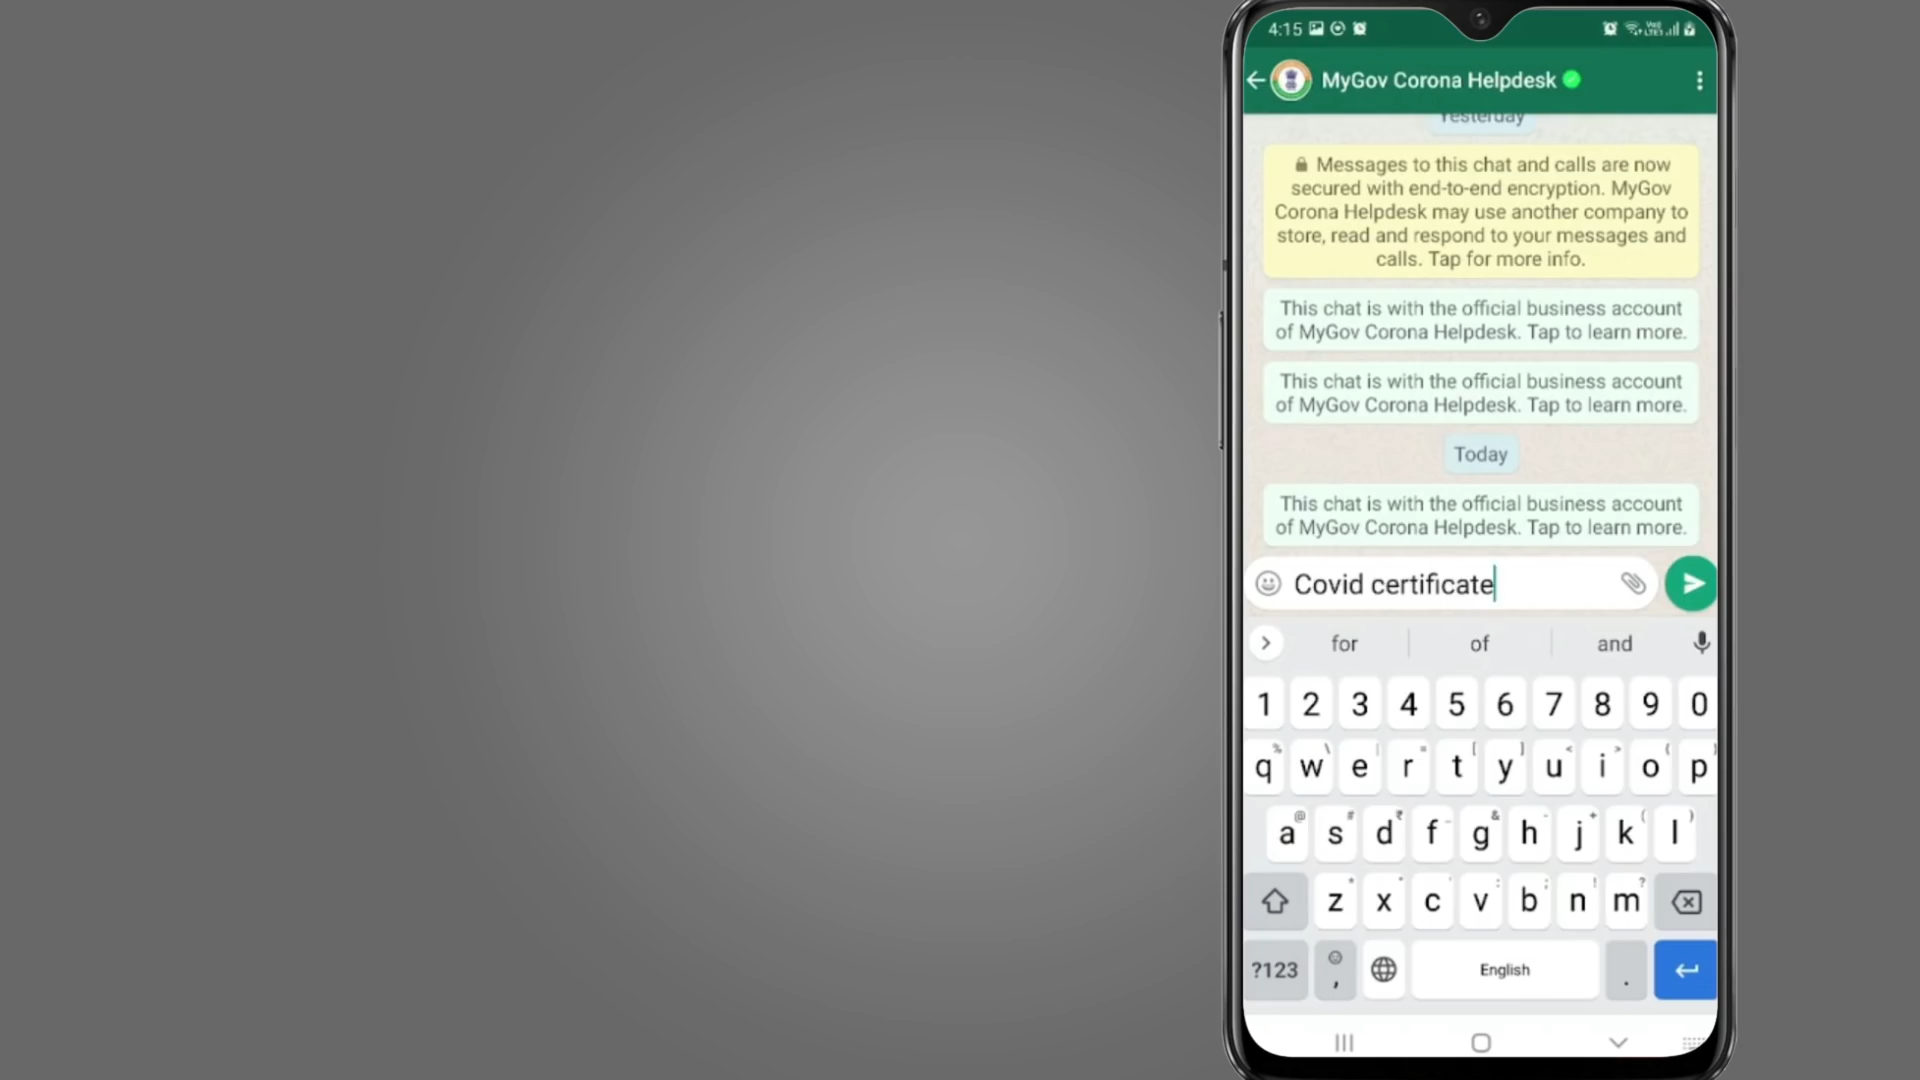 4:15
MyGov Corona Helpdesk
Yesterday
Messages to this chat and calls are now
secured with end-to-end encryption. MyGov
Corona Helpdesk may use another company to
store, read and respond to your messages and
calls. Tap for more info.
This chat is with the official business account
of MyGov Corona Helpdesk. Tap to learn more.
This chat is with the official business account
of MyGov Corona Helpdesk. Tap to learn more.
Today
This chat is with the official business account
of MyGov Corona Helpdesk. Tap to learn more.
Covid certificate
for of and
1 2 3 4 5 6 7 8 9 0
q w e r t y u i o p
a s d f g h j k l
z x c v b n m
?123 , English .